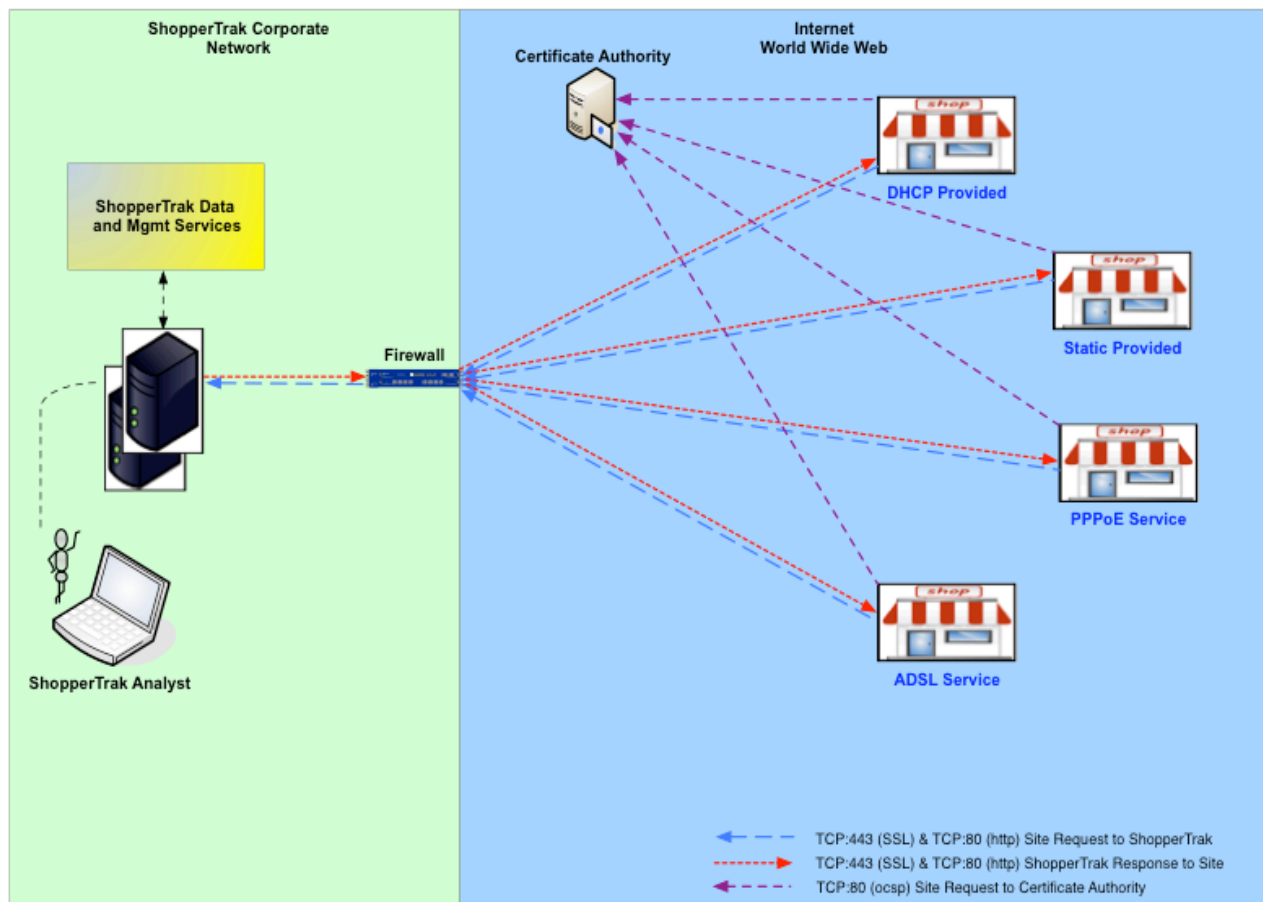 ShopperTrak Corporate
Network
Internet
World Wide Web
Certificate Authority
shop
DHCP Provided
ShopperTrak Data
and Mgmt Services
shop
Static Provided
Firewall
shop
PPPoE Service
shop
ADSL Service
ShopperTrak Analyst
TCP:443 (SSL) & TCP:80 (http) Site Request to ShopperTrak
TCP:443 (SSL) & TCP:80 (http) ShopperTrak Response to Site
TCP:80 (ocsp) Site Request to Certificate Authority